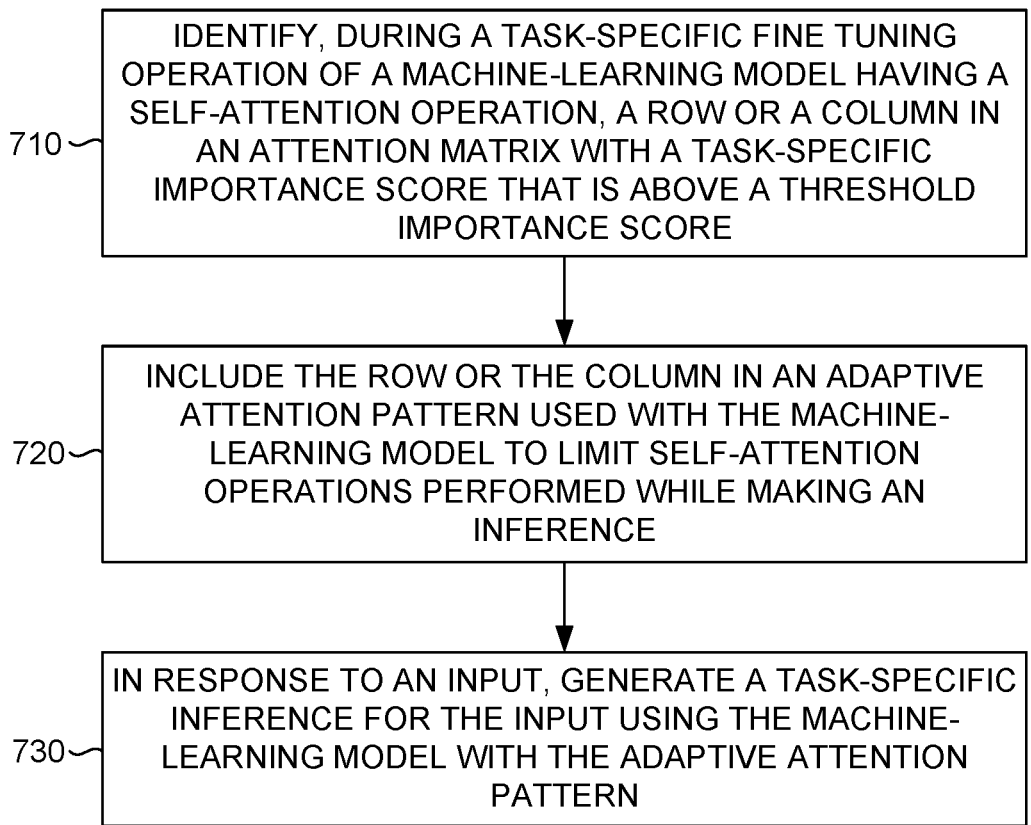 IDENTIFY, DURING A TASK-SPECIFIC FINE TUNING
OPERATION OF A MACHINE-LEARNING MODEL HAVING A
SELF-ATTENTION OPERATION, A ROW OR A COLUMN IN
710
AN ATTENTION MATRIX WITH A TASK-SPECIFIC
IMPORTANCE SCORE THAT IS ABOVE A THRESHOLD
IMPORTANCE SCORE
INCLUDE THE ROW OR THE COLUMN IN AN ADAPTIVE
ATTENTION PATTERN USED WITH THE MACHINE-
720
LEARNING MODEL TO LIMIT SELF-ATTENTION
OPERATIONS PERFORMED WHILE MAKING AN
INFERENCE
IN RESPONSE TO AN INPUT, GENERATE A TASK-SPECIFIC
INFERENCE FOR THE INPUT USING THE MACHINE-
730
LEARNING MODEL WITH THE ADAPTIVE ATTENTION
PATTERN